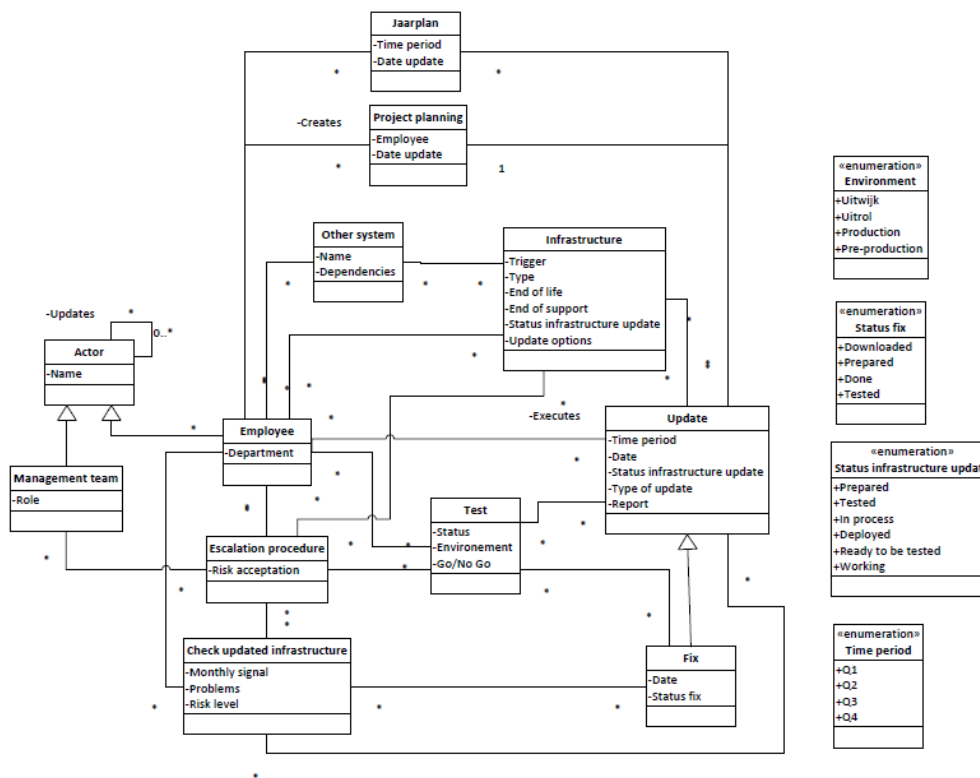 Jaarplan
-Time period
-Date update
*
*
-Creates
Project planning
-Employee
-Date update
*
1
«enumeration»
Environment
+Uitwijk
+Uitrol
+Production
+Pre-production
Other system
-Name
-Dependencies
*
*
*
Infrastructure
-Trigger
-Type
-End of life
-End of support
-Status infrastructure update
-Update options
*
*
*
*
*
-Updates
*
0..*
Actor
-Name
«enumeration»
Status fix
+Downloaded
+Prepared
+Done
+Tested
*
*
*
*
*
-Executes
Employee
-Department
*
*
*
*
Update
-Time period
-Date
-Status infrastructure update
-Type of update
-Report
*
*
*
Management team
-Role
*
«enumeration»
Status infrastructure updat
+Prepared
+Tested
+In process
+Deployed
+Ready to be tested
+Working
Test
-Status
-Environement
-Go/No Go
*
*
*
*
Escalation procedure
-Risk acceptation
*
*
*
*
*
Check updated infrastructure
-Monthly signal
-Problems
-Risk level
*
*
*
Fix
-Date
-Status fix
*
*
«enumeration»
Time period
+Q1
+Q2
+Q3
+Q4